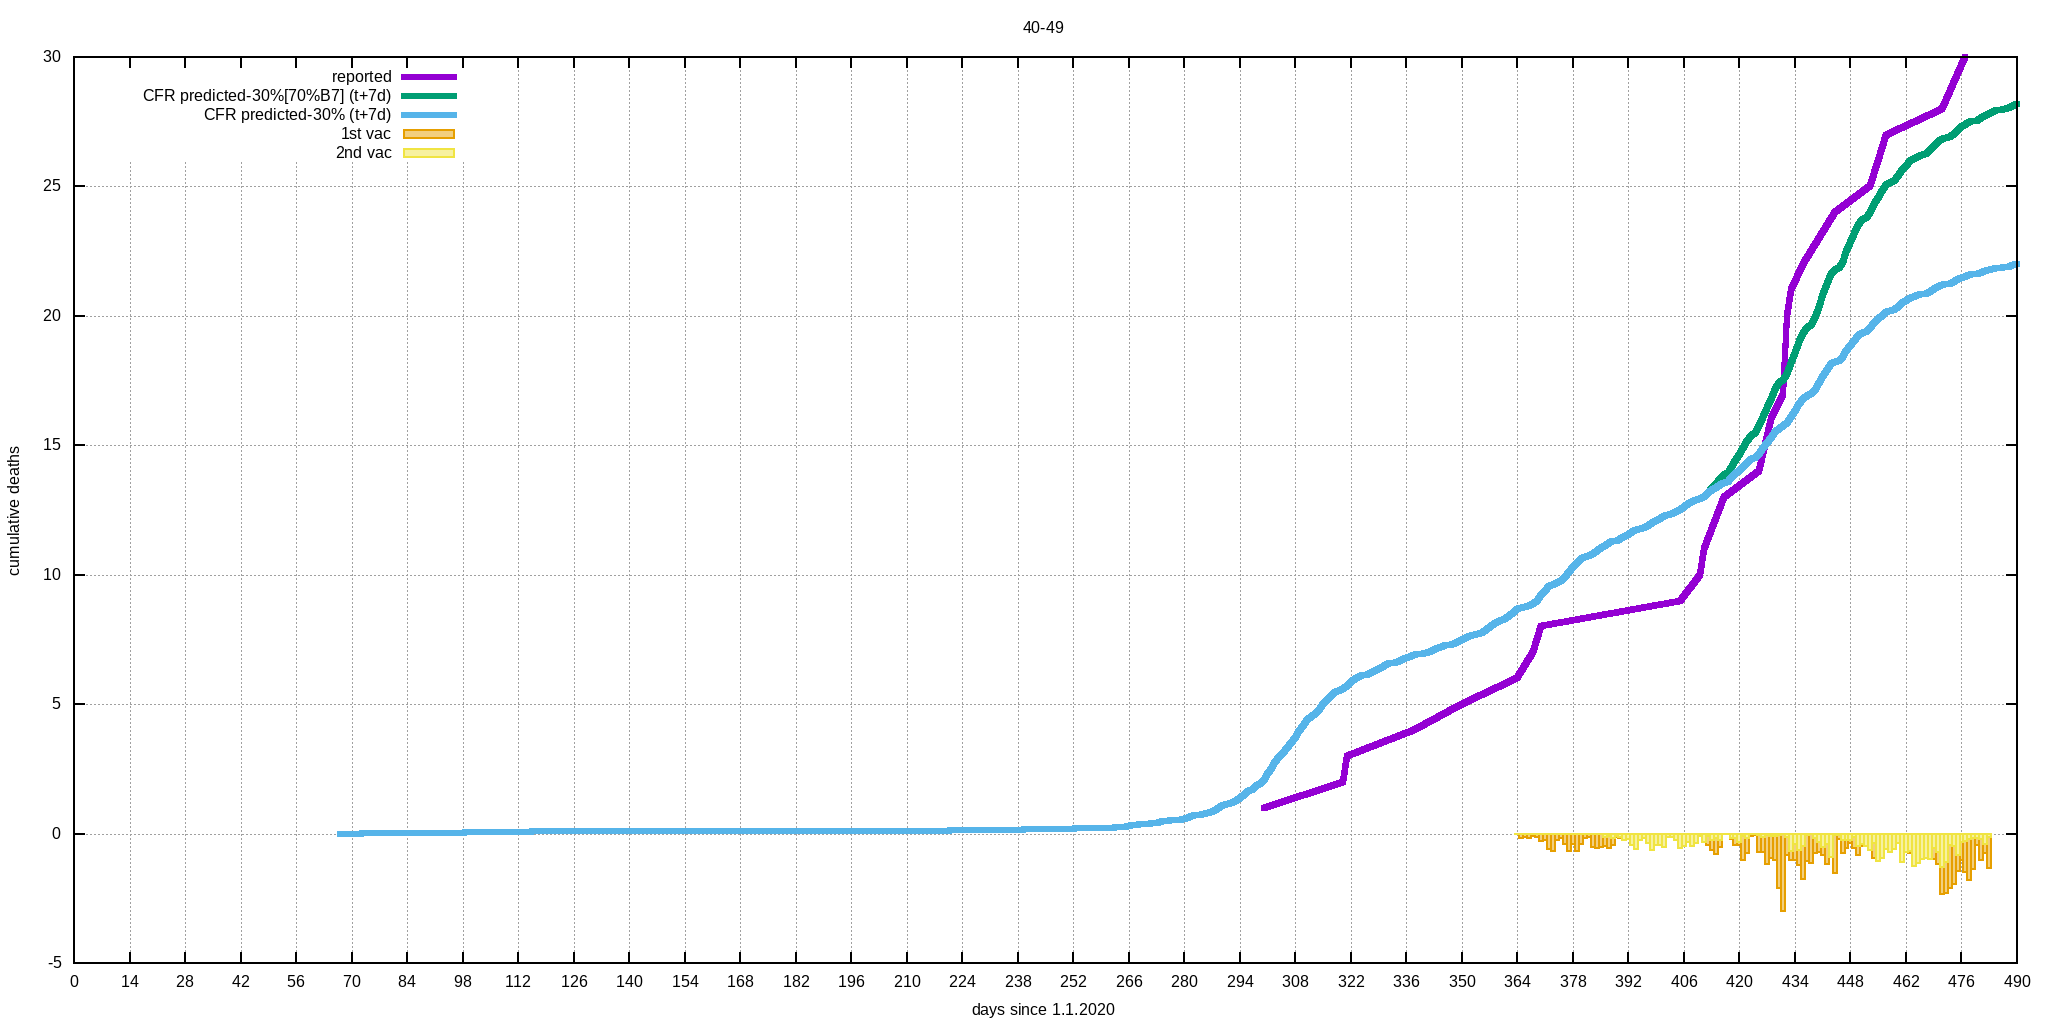 40-49
reported
CFR predicted-30%[70%B7] (t+7d)
CFR predicted-30% (t+7d)
1st vac
2nd vac
30
25
20
15
10
5
0
-5
cumulative deaths
0 14 28 42 56 70 84 98 112 126 140 154 168 182 196 210 224 238 252 266 280 294 308 322 336 350 364 378 392 406 420 434 448 462 476 490
days since 1.1.2020